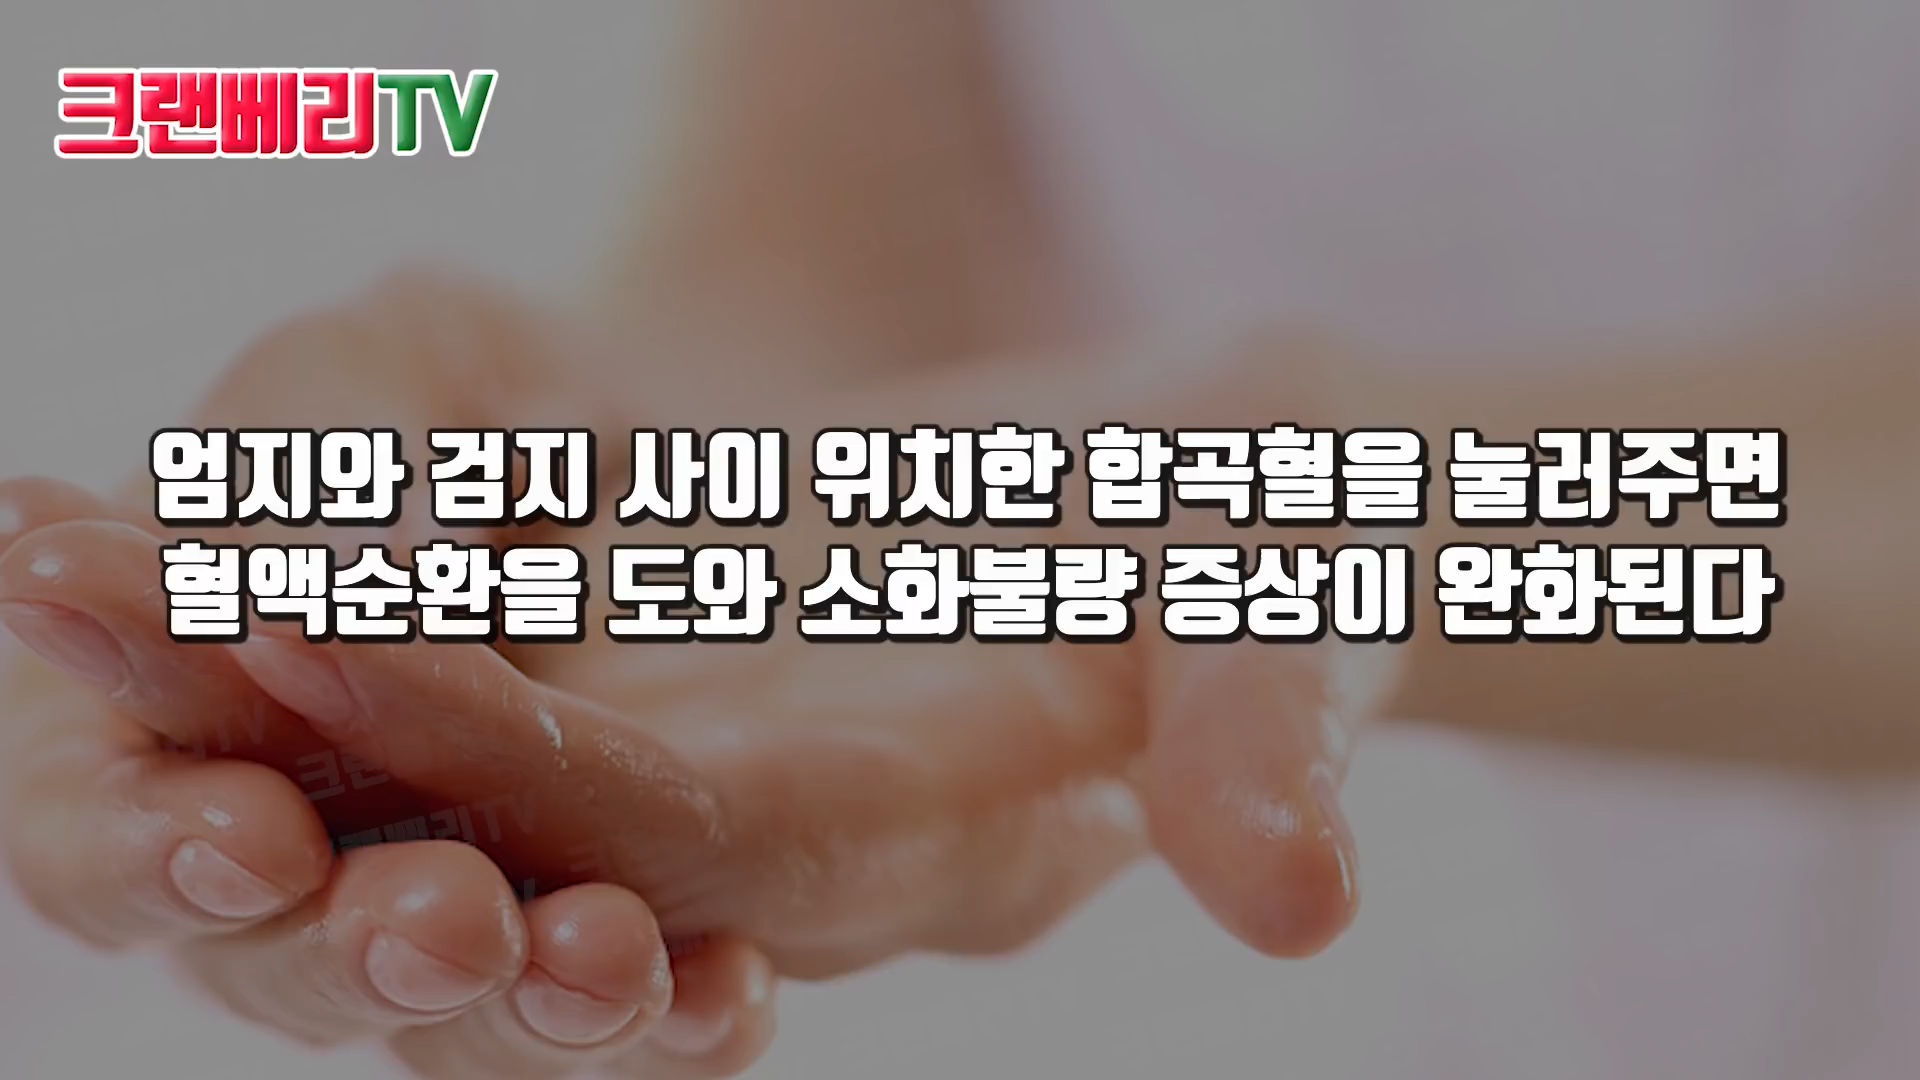 크랜베리TV
엄지와 검지 사이 위치한 합곡혈을 눌러주면
혈액순환을 도와 소화불량 증상이 완화된다